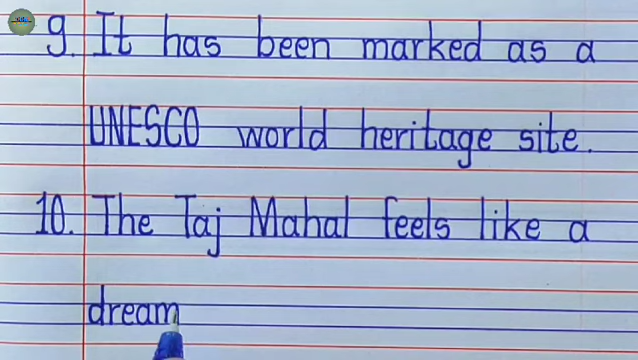 9. It has been marked as a
UNESCO world heritage site.
10. The Taj Mahal feels like a
dream